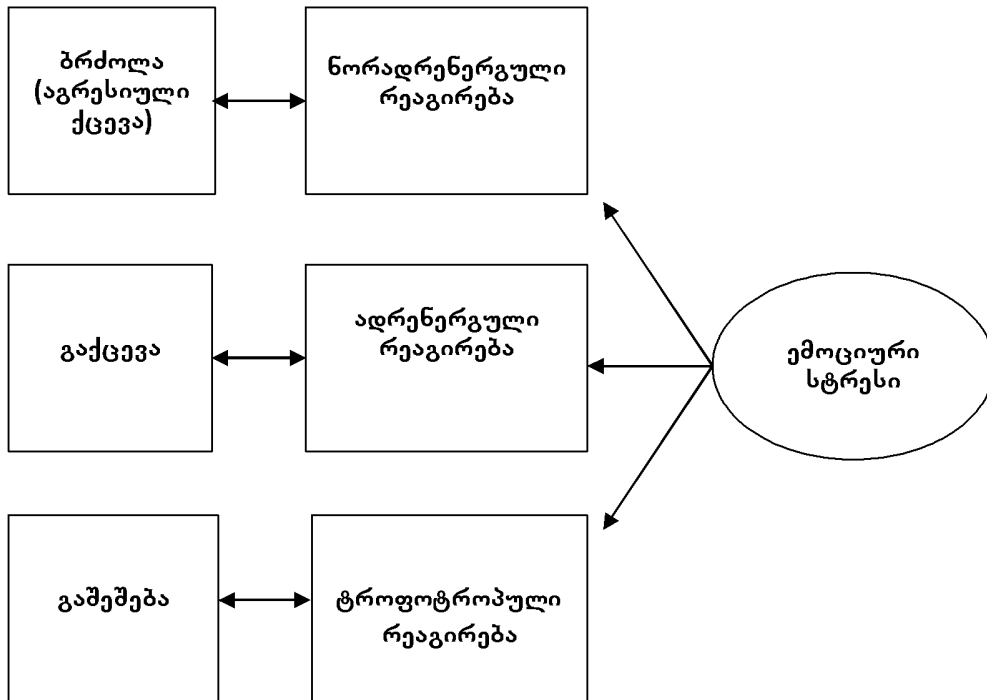 ბრძოლა
(აგრესიული
ქცევა)
ნორადრენერგული
რეაგირება
გაქცევა
ადრენერგული
რეაგირება
ემოციური
სტრესი
გაშეშება
ტროფოტროპული
რეაგირება